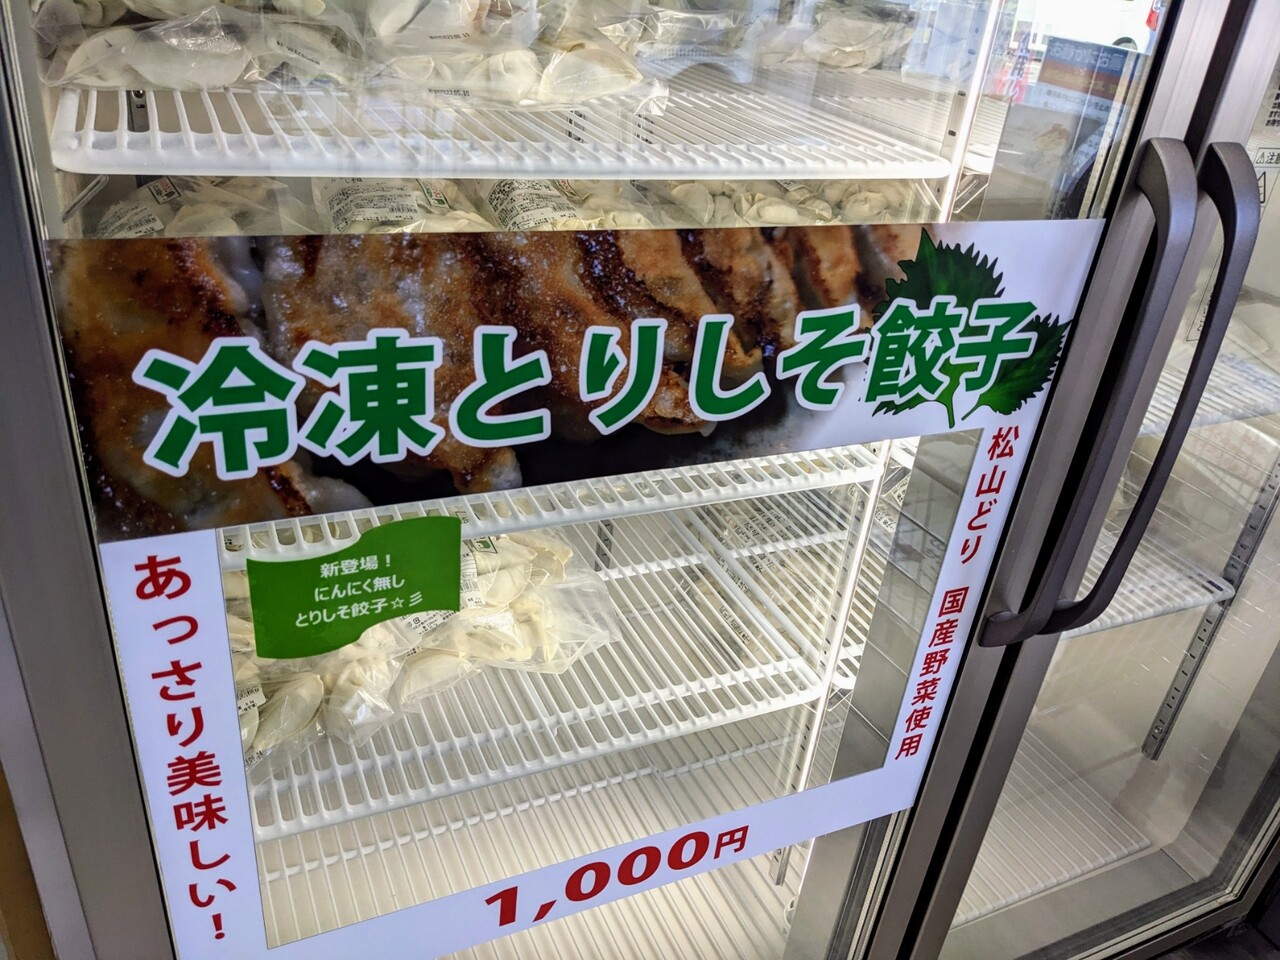 冷凍とりしそ餃子
松山どり 国産野菜使用
新登場！
にんにく無し
とりしそ餃子☆彡
あっさり美味しい！
1,000円